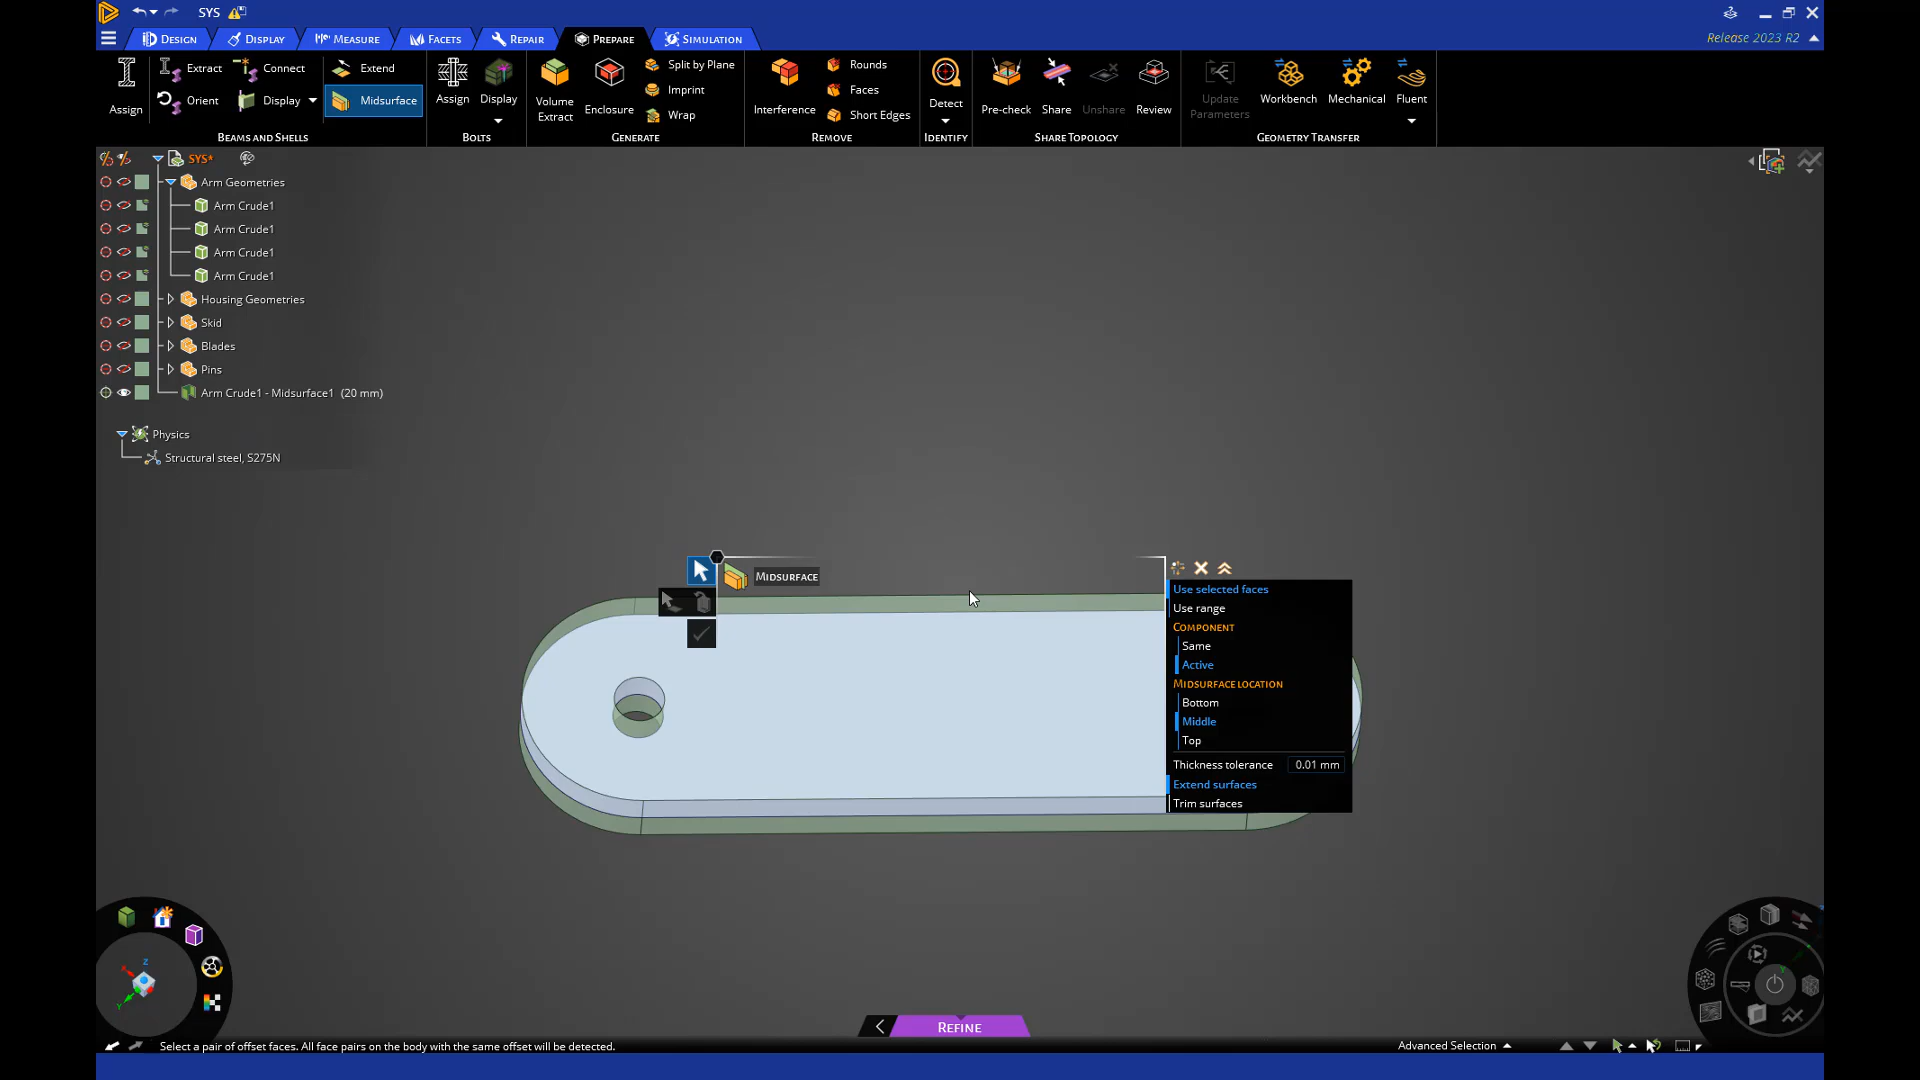 SYS
DESIGN
DISPLAY
MEASURE
FACETS
REPAIR
PREPARE
SIMULATION
Release 2023 R2
Assign
Extract
Orient
Connect
Display
Extend
Midsurface
BEAMS AND SHELLS
Assign
Display
BOLTS
Volume
Extract
Enclosure
Split by Plane
Imprint
Wrap
GENERATE
Interference
Rounds
Faces
Short Edges
REMOVE
Detect
IDENTIFY
Pre-check
Share
Unshare
Review
SHARE TOPOLOGY
Update
Parameters
Workbench
Mechanical
Fluent
GEOMETRY TRANSFER
SYS*
Arm Geometries
Arm Crude1
Arm Crude1
Arm Crude1
Arm Crude1
Housing Geometries
Skid
Blades
Pins
Arm Crude1 - Midsurface1 (20 mm)
Physics
Structural steel, S275N
MIDSURFACE
Use selected faces
Use range
COMPONENT
Same
Active
MIDSURFACE LOCATION
Bottom
Middle
Top
Thickness tolerance 0.01 mm
Extend surfaces
Trim surfaces
Z
X
Y
REFINE
Select a pair of offset faces. All face pairs on the body with the same offset will be detected.
Advanced Selection